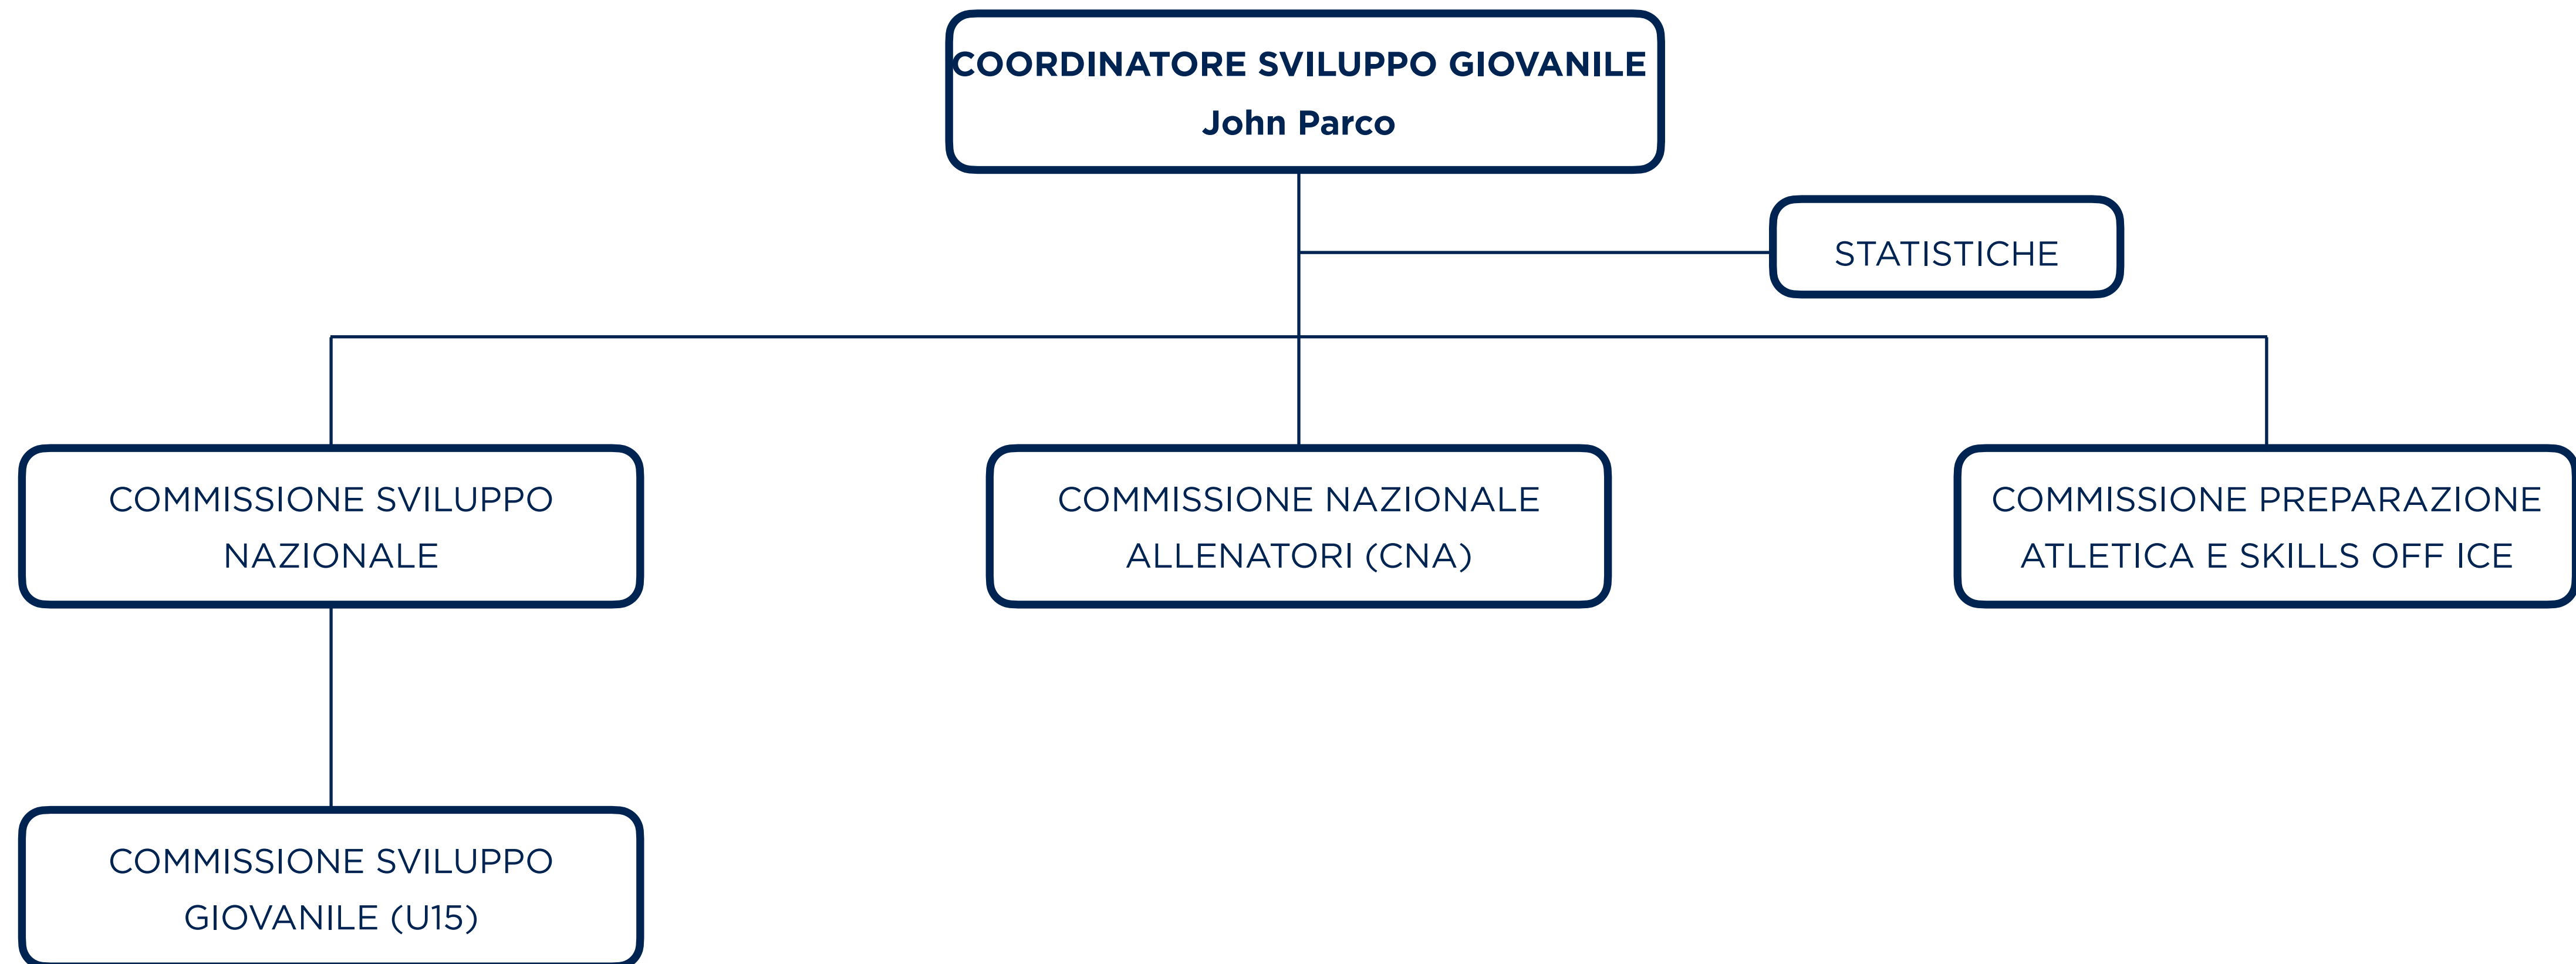 COORDINATORE SVILUPPO GIOVANILE
John Parco
STATISTICHE
COMMISSIONE SVILUPPO
NAZIONALE
COMMISSIONE NAZIONALE
ALLENATORI (CNA)
COMMISSIONE PREPARAZIONE
ATLETICA E SKILLS OFF ICE
COMMISSIONE SVILUPPO
GIOVANILE (U15)